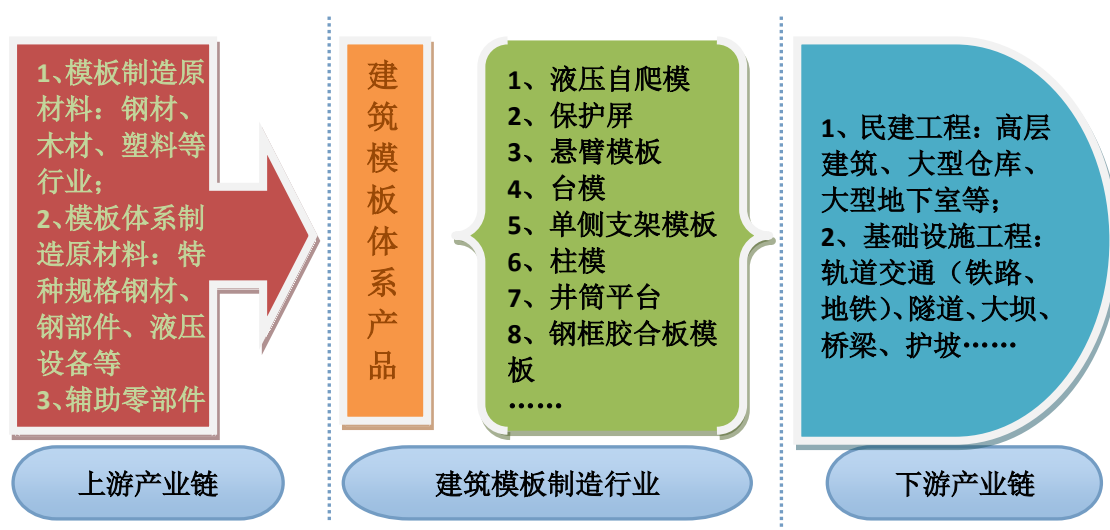 1、模板制造原
材料：钢材、
木材、塑料等
行业；
2、模板体系制
造原材料：特
种规格钢材、
钢部件、液压
设备等
3、辅助零部件
上游产业链
建筑模板体系产品
1、液压自爬模
2、保护屏
3、悬臂模板
4、台模
5、单侧支架模板
6、柱模
7、井筒平台
8、钢框胶合板模
板
……
建筑模板制造行业
1、民建工程：高层
建筑、大型仓库、
大型地下室等；
2、基础设施工程：
轨道交通（铁路、
地铁）、隧道、大坝、
桥梁、护坡……
下游产业链